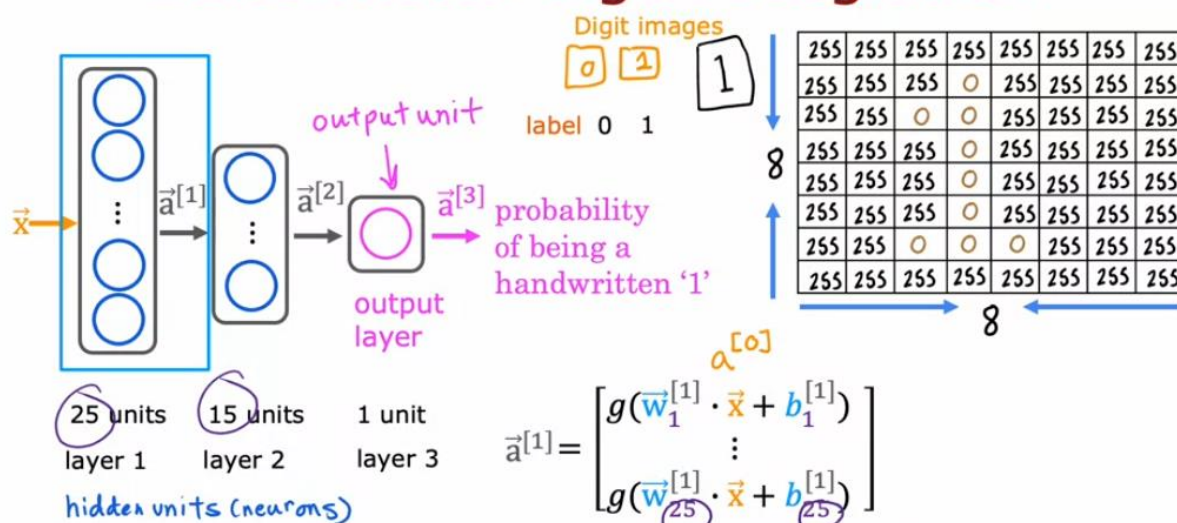 Digit images
0 1
label 0 1
1
output unit
x⃗
a⃗[1]
a⃗[2]
a⃗[3]
probability
of being a
handwritten ‘1’
output
layer
25 units 15 units 1 unit
layer 1 layer 2 layer 3
hidden units (neurons)
8
255 255 255 255 255 255 255 255
255 255 255 0 255 255 255 255
255 255 0 0 255 255 255 255
255 255 255 0 255 255 255 255
255 255 255 0 255 255 255 255
255 255 255 0 255 255 255 255
255 255 0 0 0 255 255 255
255 255 255 255 255 255 255 255
8
a[0]
a⃗[1] = [ g(w⃗1[1] · x⃗ + b1[1])
⋮
g(w⃗25[1] · x⃗ + b25[1]) ]